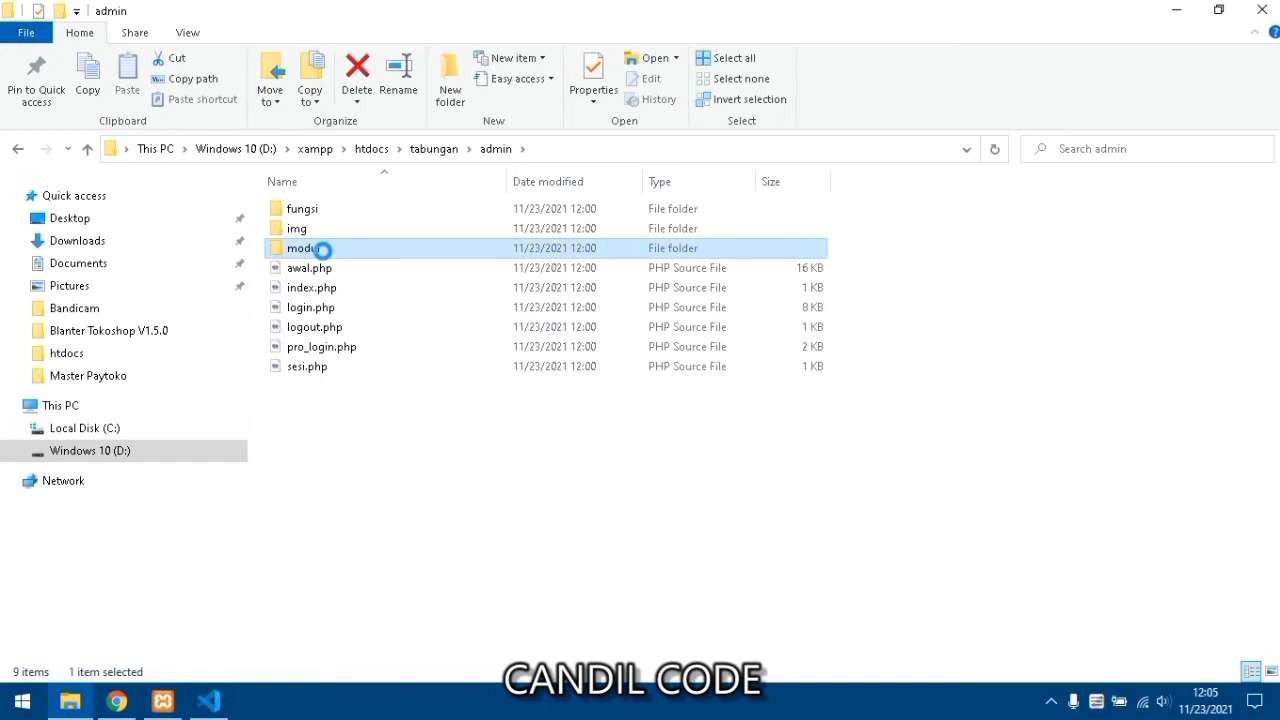 admin
File Home Share View
Pin to Quick access
Copy
Paste
Cut
Copy path
Paste shortcut
Move to
Copy to
Delete
Rename
New folder
New item
Easy access
Properties
Open
Edit
History
Select all
Select none
Invert selection
Clipboard Organize New Open Select
This PC Windows 10 (D:) xampp htdocs tabungan admin
Search admin
Name Date modified Type Size
Quick access
Desktop
Downloads
Documents
Pictures
Bandicam
Blanter Tokoshop V1.5.0
htdocs
Master Paytoko
This PC
Local Disk (C:)
Windows 10 (D:)
Network
fungsi 11/23/2021 12:00 File folder
img 11/23/2021 12:00 File folder
11/23/2021 12:00 File folder
awal.php 11/23/2021 12:00 PHP Source File 16 KB
index.php 11/23/2021 12:00 PHP Source File 1 KB
login.php 11/23/2021 12:00 PHP Source File 8 KB
logout.php 11/23/2021 12:00 PHP Source File 1 KB
pro_login.php 11/23/2021 12:00 PHP Source File 2 KB
sesi.php 11/23/2021 12:00 PHP Source File 1 KB
9 items 1 item selected
CANDIL CODE
12:05
11/23/2021